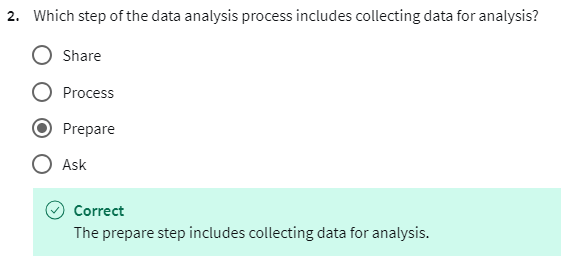 2. Which step of the data analysis process includes collecting data for analysis?
Share
Process
Prepare
Ask
Correct
The prepare step includes collecting data for analysis.